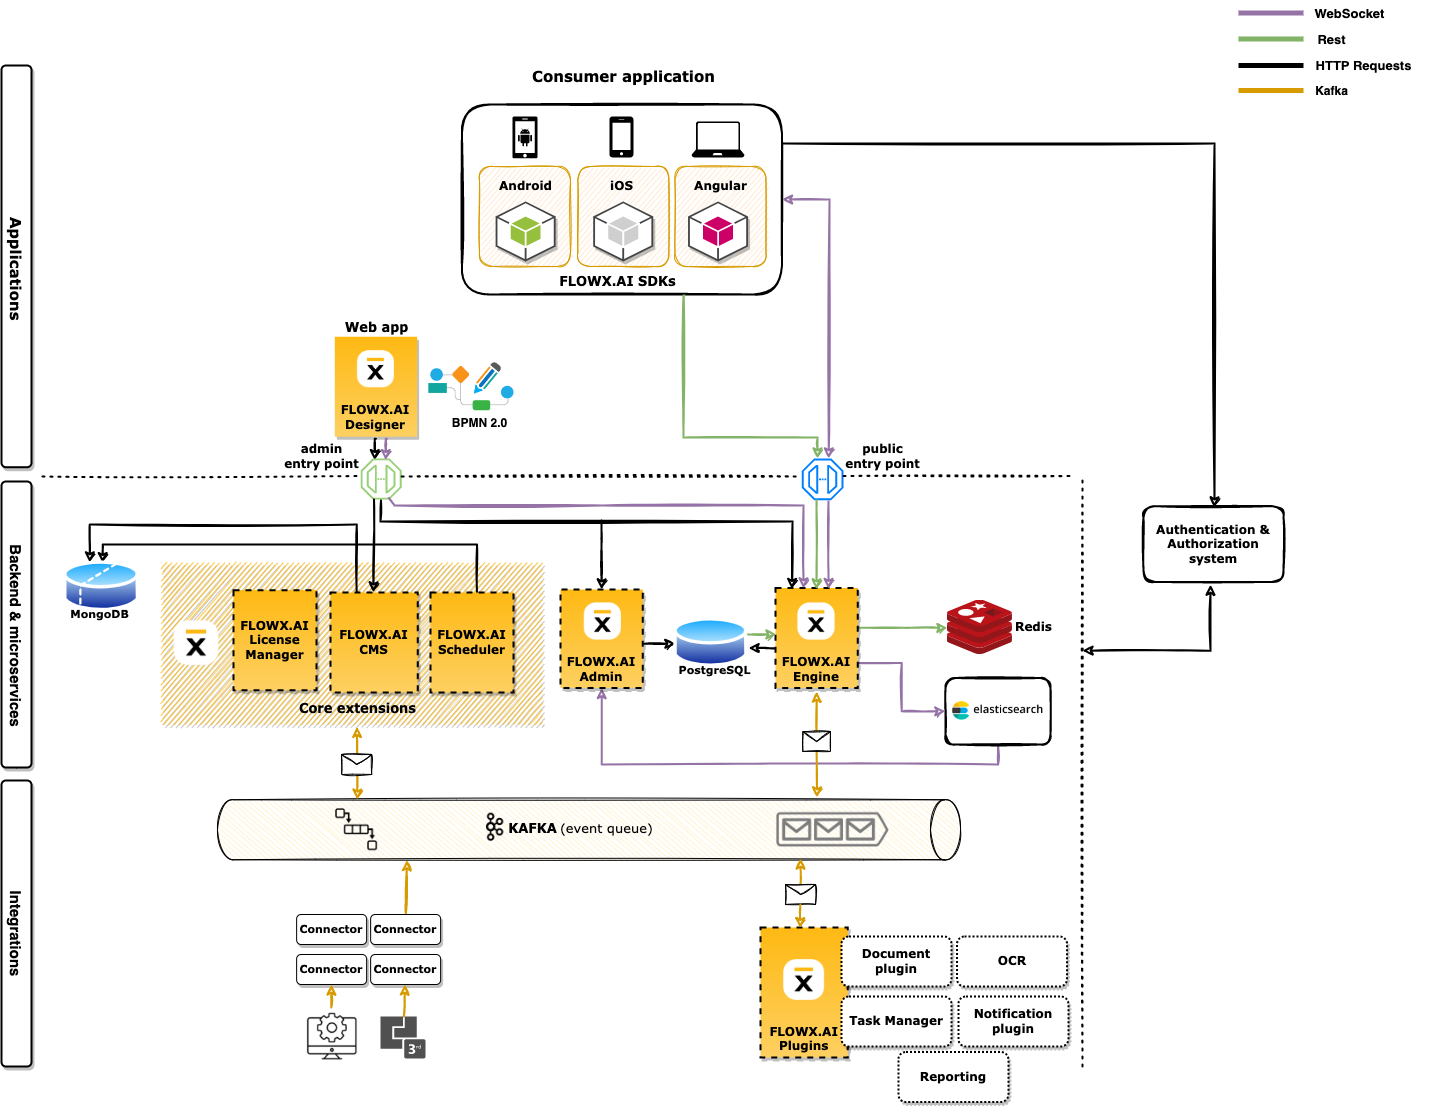 WebSocket
Rest
HTTP Requests
Kafka
Applications
Consumer application
Android
iOS
Angular
FLOWX.AI SDKs
Web app
X
FLOWX.AI
Designer
BPMN 2.0
admin
entry point
public
entry point
Backend & microservices
MongoDB
X
FLOWX.AI
License
Manager
FLOWX.AI
CMS
FLOWX.AI
Scheduler
Core extensions
X
FLOWX.AI
Admin
PostgreSQL
X
FLOWX.AI
Engine
Redis
elasticsearch
Authentication &
Authorization
system
Integrations
KAFKA (event queue)
Connector
Connector
Connector
Connector
3rd
X
FLOWX.AI
Plugins
Document
plugin
OCR
Task Manager
Notification
plugin
Reporting